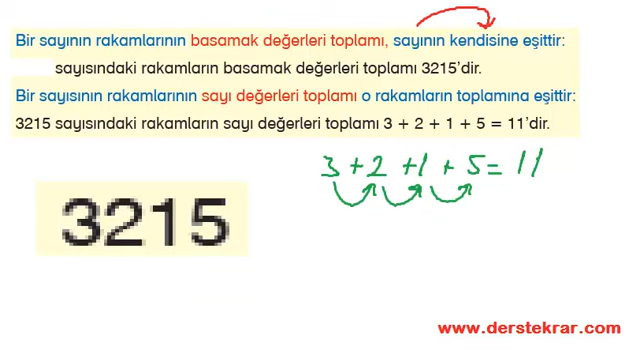 Bir sayının rakamlarının basamak değerleri toplamı, sayının kendisine eşittir:
sayısındaki rakamların basamak değerleri toplamı 3215'dir.
Bir sayısının rakamlarının sayı değerleri toplamı o rakamların toplamına eşittir:
3215 sayısındaki rakamların sayı değerleri toplamı 3 + 2 + 1 + 5 = 11'dir.
3 + 2 + 1 + 5 = 11
3215
www.derstekrar.com